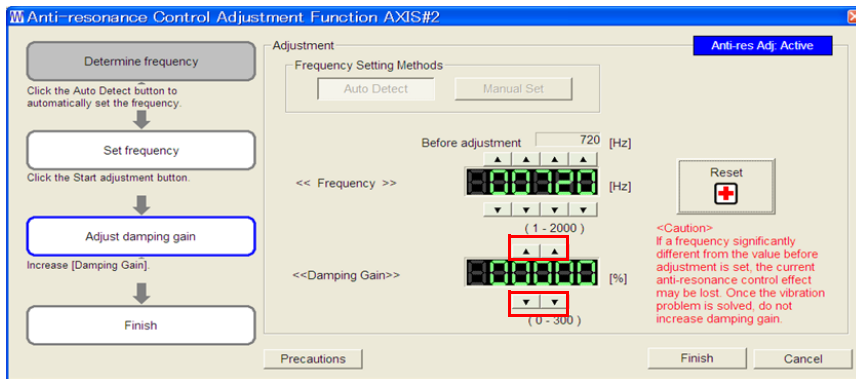 Anti-resonance Control Adjustment Function AXIS#2
Determine frequency
Click the Auto Detect button to
automatically set the frequency.
Set frequency
Click the Start adjustment button.
Adjust damping gain
Increase [Damping Gain].
Finish
Adjustment
Anti-res Adj: Active
Frequency Setting Methods
Auto Detect
Manual Set
Before adjustment 720 [Hz]
<< Frequency >> 00720 [Hz]
( 1 - 2000 )
<<Damping Gain>> [%]
( 0 - 300 )
Reset
<Caution>
If a frequency significantly
different from the value before
adjustment is set, the current
anti-resonance control effect
may be lost. Once the vibration
problem is solved, do not
increase damping gain.
Precautions
Finish
Cancel